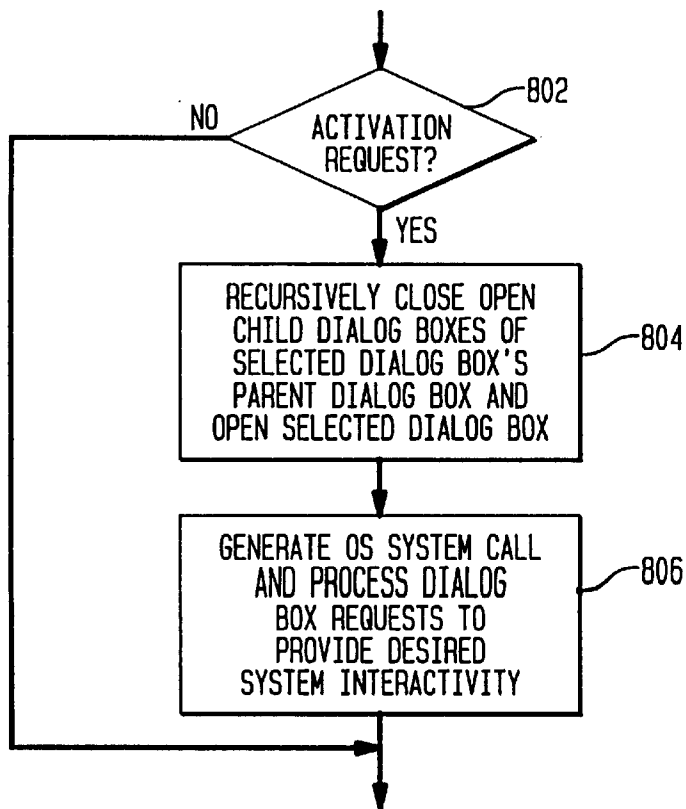 802
NO
ACTIVATION
REQUEST?
YES
RECURSIVELY CLOSE OPEN
CHILD DIALOG BOXES OF
SELECTED DIALOG BOX'S
PARENT DIALOG BOX AND
OPEN SELECTED DIALOG BOX
804
GENERATE OS SYSTEM CALL
AND PROCESS DIALOG
BOX REQUESTS TO
PROVIDE DESIRED
SYSTEM INTERACTIVITY
806